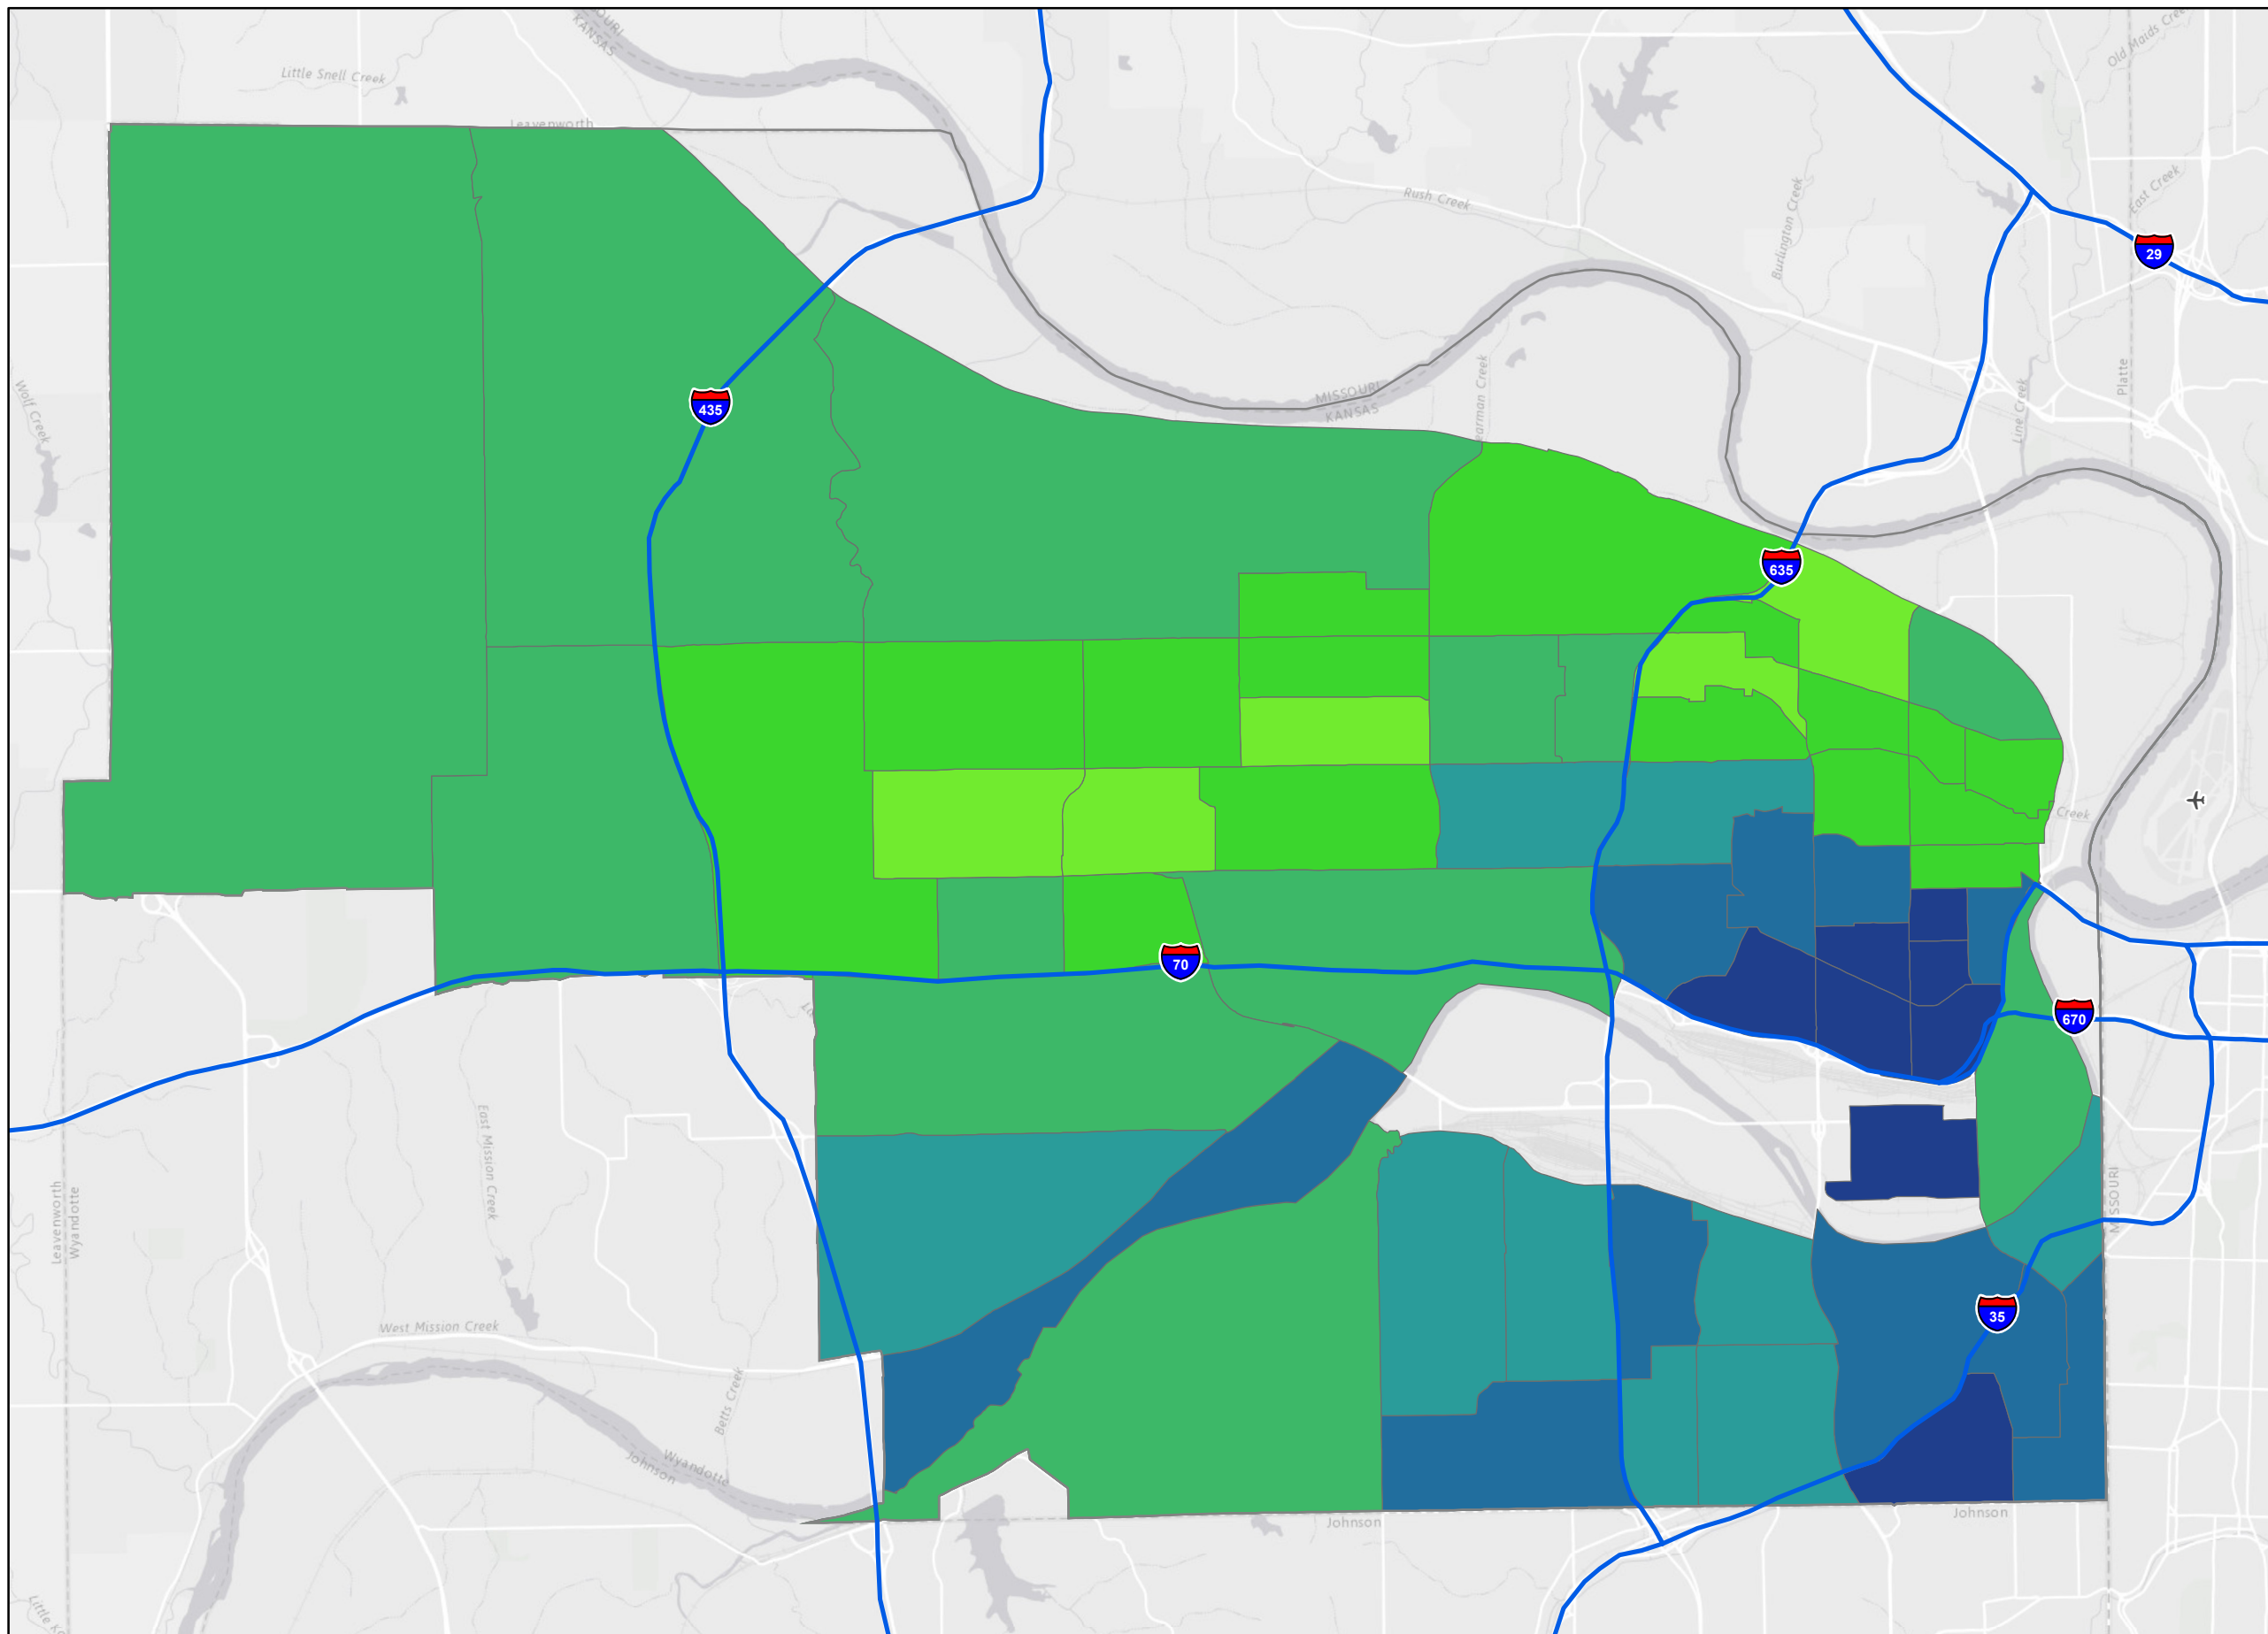 MISSOURI
KANSAS
Little Snell Creek
Leavenworth
Old Maids Creek
East Creek
Rush Creek
Burlington Creek
29
Wolf Creek
435
MISSOURI
KANSAS
Line Creek
Platte
635
Creek
70
670
East Mission Creek
Leavenworth
Wyandotte
MISSOURI
35
West Mission Creek
Betts Creek
Wyandotte
Johnson
Johnson
Johnson